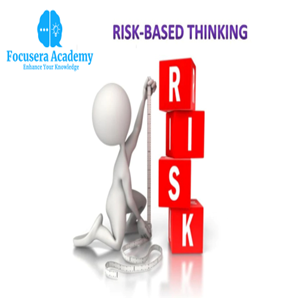 Focusera Academy
Enhance Your Knowledge
RISK-BASED THINKING
R
I
S
K